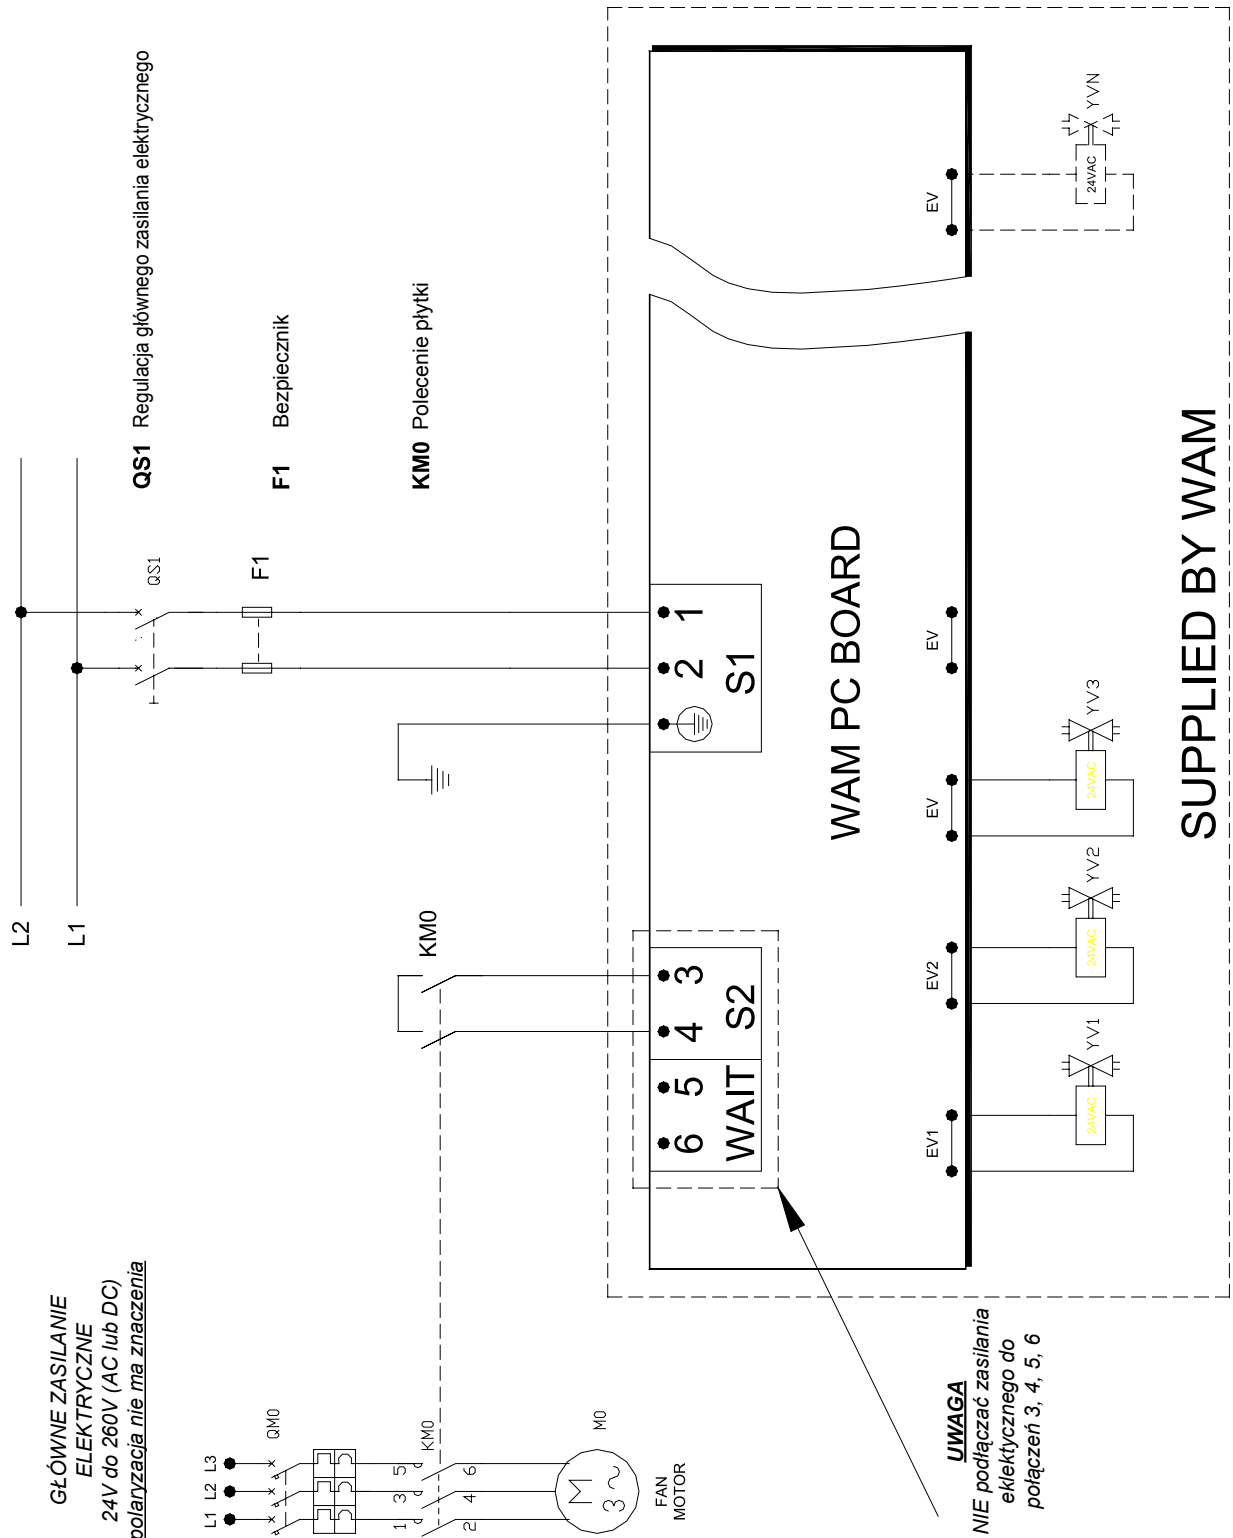 GŁÓWNE ZASILANIE
ELEKTRYCZNE
24V do 260V (AC lub DC)
polaryzacja nie ma znaczenia
L2
L1
QS1
F1
QS1 Regulacja głównego zasilania elektrycznego
F1 Bezpiecznik
KM0 Polecenie płytki
L1 L2 L3
QM0
1 3 5
KM0
2 4 6
M
3~
M0
FAN
MOTOR
KM0
6 5 4 3
WAIT S2
2 1
S1
WAM PC BOARD
EV1
EV2
EV
EV
EV
24VAC
YV1
24VAC
YV2
24VAC
YV3
24VAC
YVN
SUPPLIED BY WAM
UWAGA
NIE podłączać zasilania
eklektycznego do
połączeń 3, 4, 5, 6